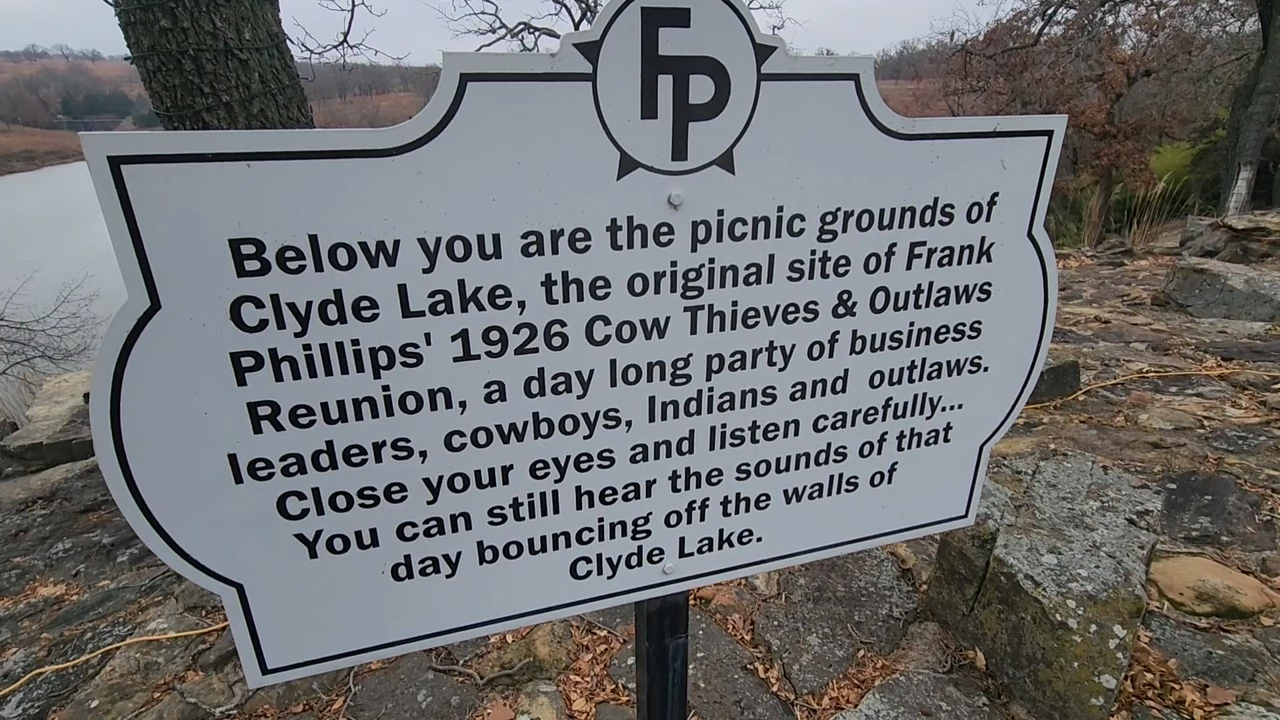 FP
Below you are the picnic grounds of
Clyde Lake, the original site of Frank
Phillips' 1926 Cow Thieves & Outlaws
Reunion, a day long party of business
leaders, cowboys, Indians and outlaws.
Close your eyes and listen carefully...
You can still hear the sounds of that
day bouncing off the walls of
Clyde Lake.